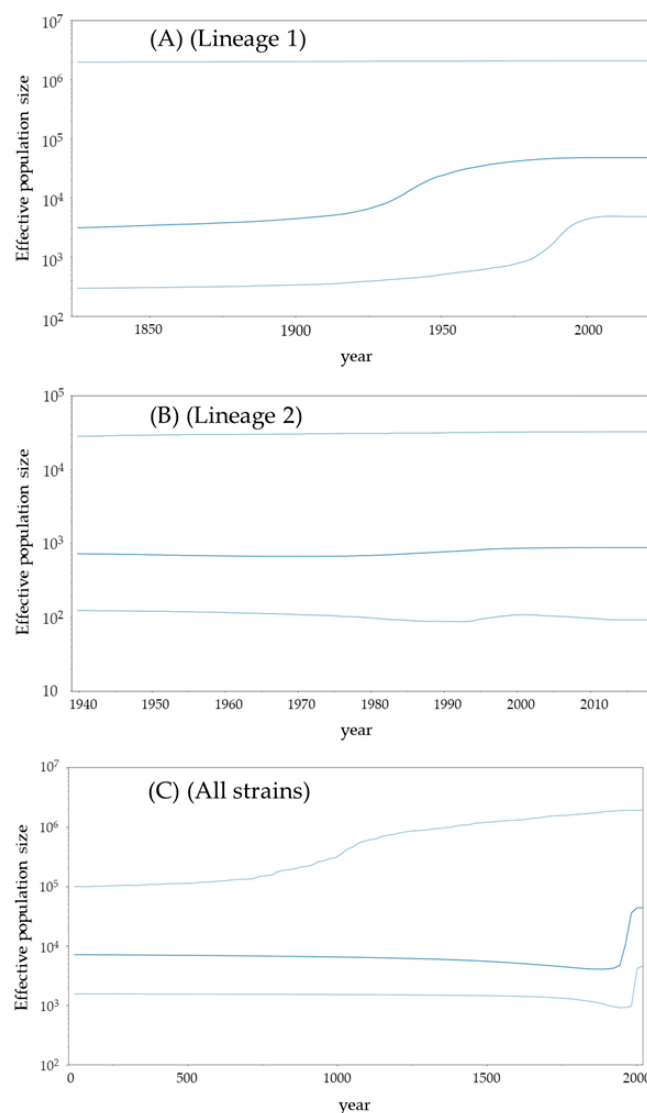 (A) (Lineage 1)
Effective population size
10⁷
10⁶
10⁵
10⁴
10³
10²
1850 1900 1950 2000
year
(B) (Lineage 2)
Effective population size
10⁵
10⁴
10³
10²
10
1940 1950 1960 1970 1980 1990 2000 2010
year
(C) (All strains)
Effective population size
10⁷
10⁶
10⁵
10⁴
10³
10²
0 500 1000 1500 2000
year